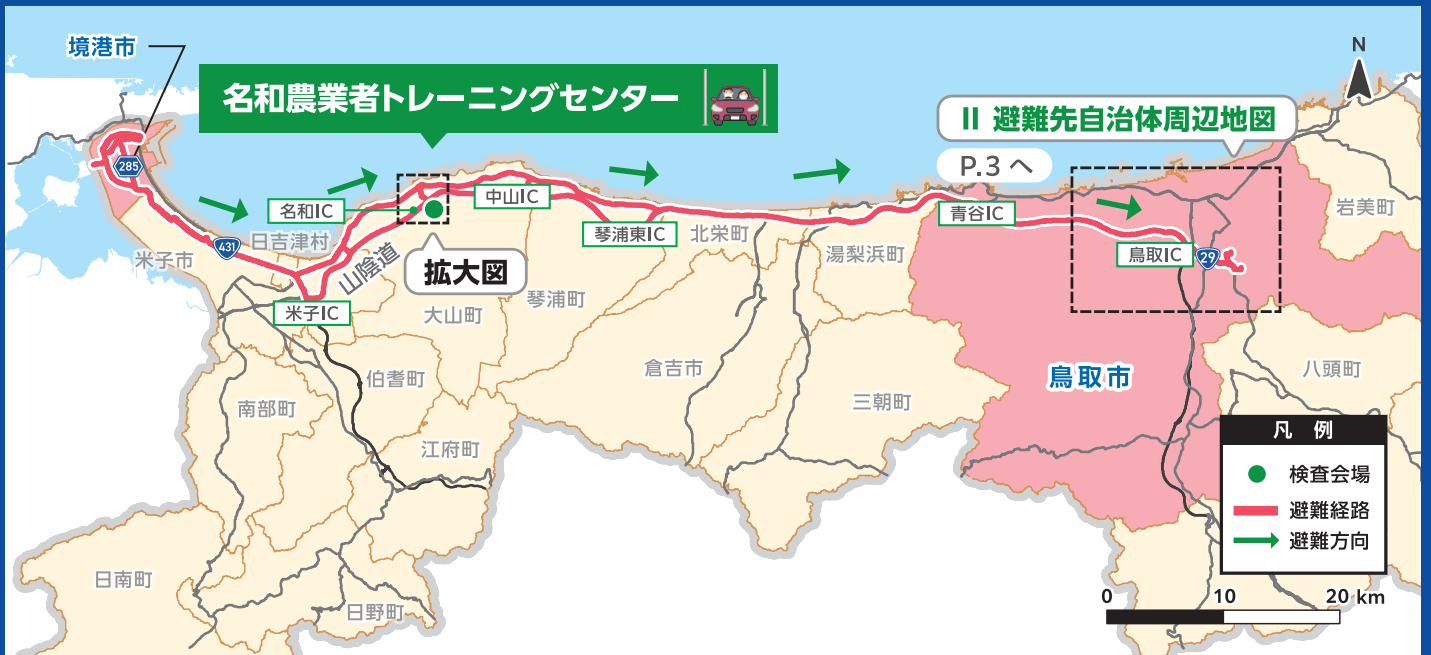 境港市
N
名和農業者トレーニングセンター
II 避難先自治体周辺地図
P.3 へ
285
名和IC
中山IC
青谷IC
岩美町
431
日吉津村
琴浦東IC
北栄町
湯梨浜町
鳥取IC
29
米子市
山陰道
拡大図
琴浦町
米子IC
大山町
倉吉市
鳥取市
八頭町
伯耆町
南部町
三朝町
江府町
凡 例
検査会場
避難経路
避難方向
日南町
日野町
0 10 20 km